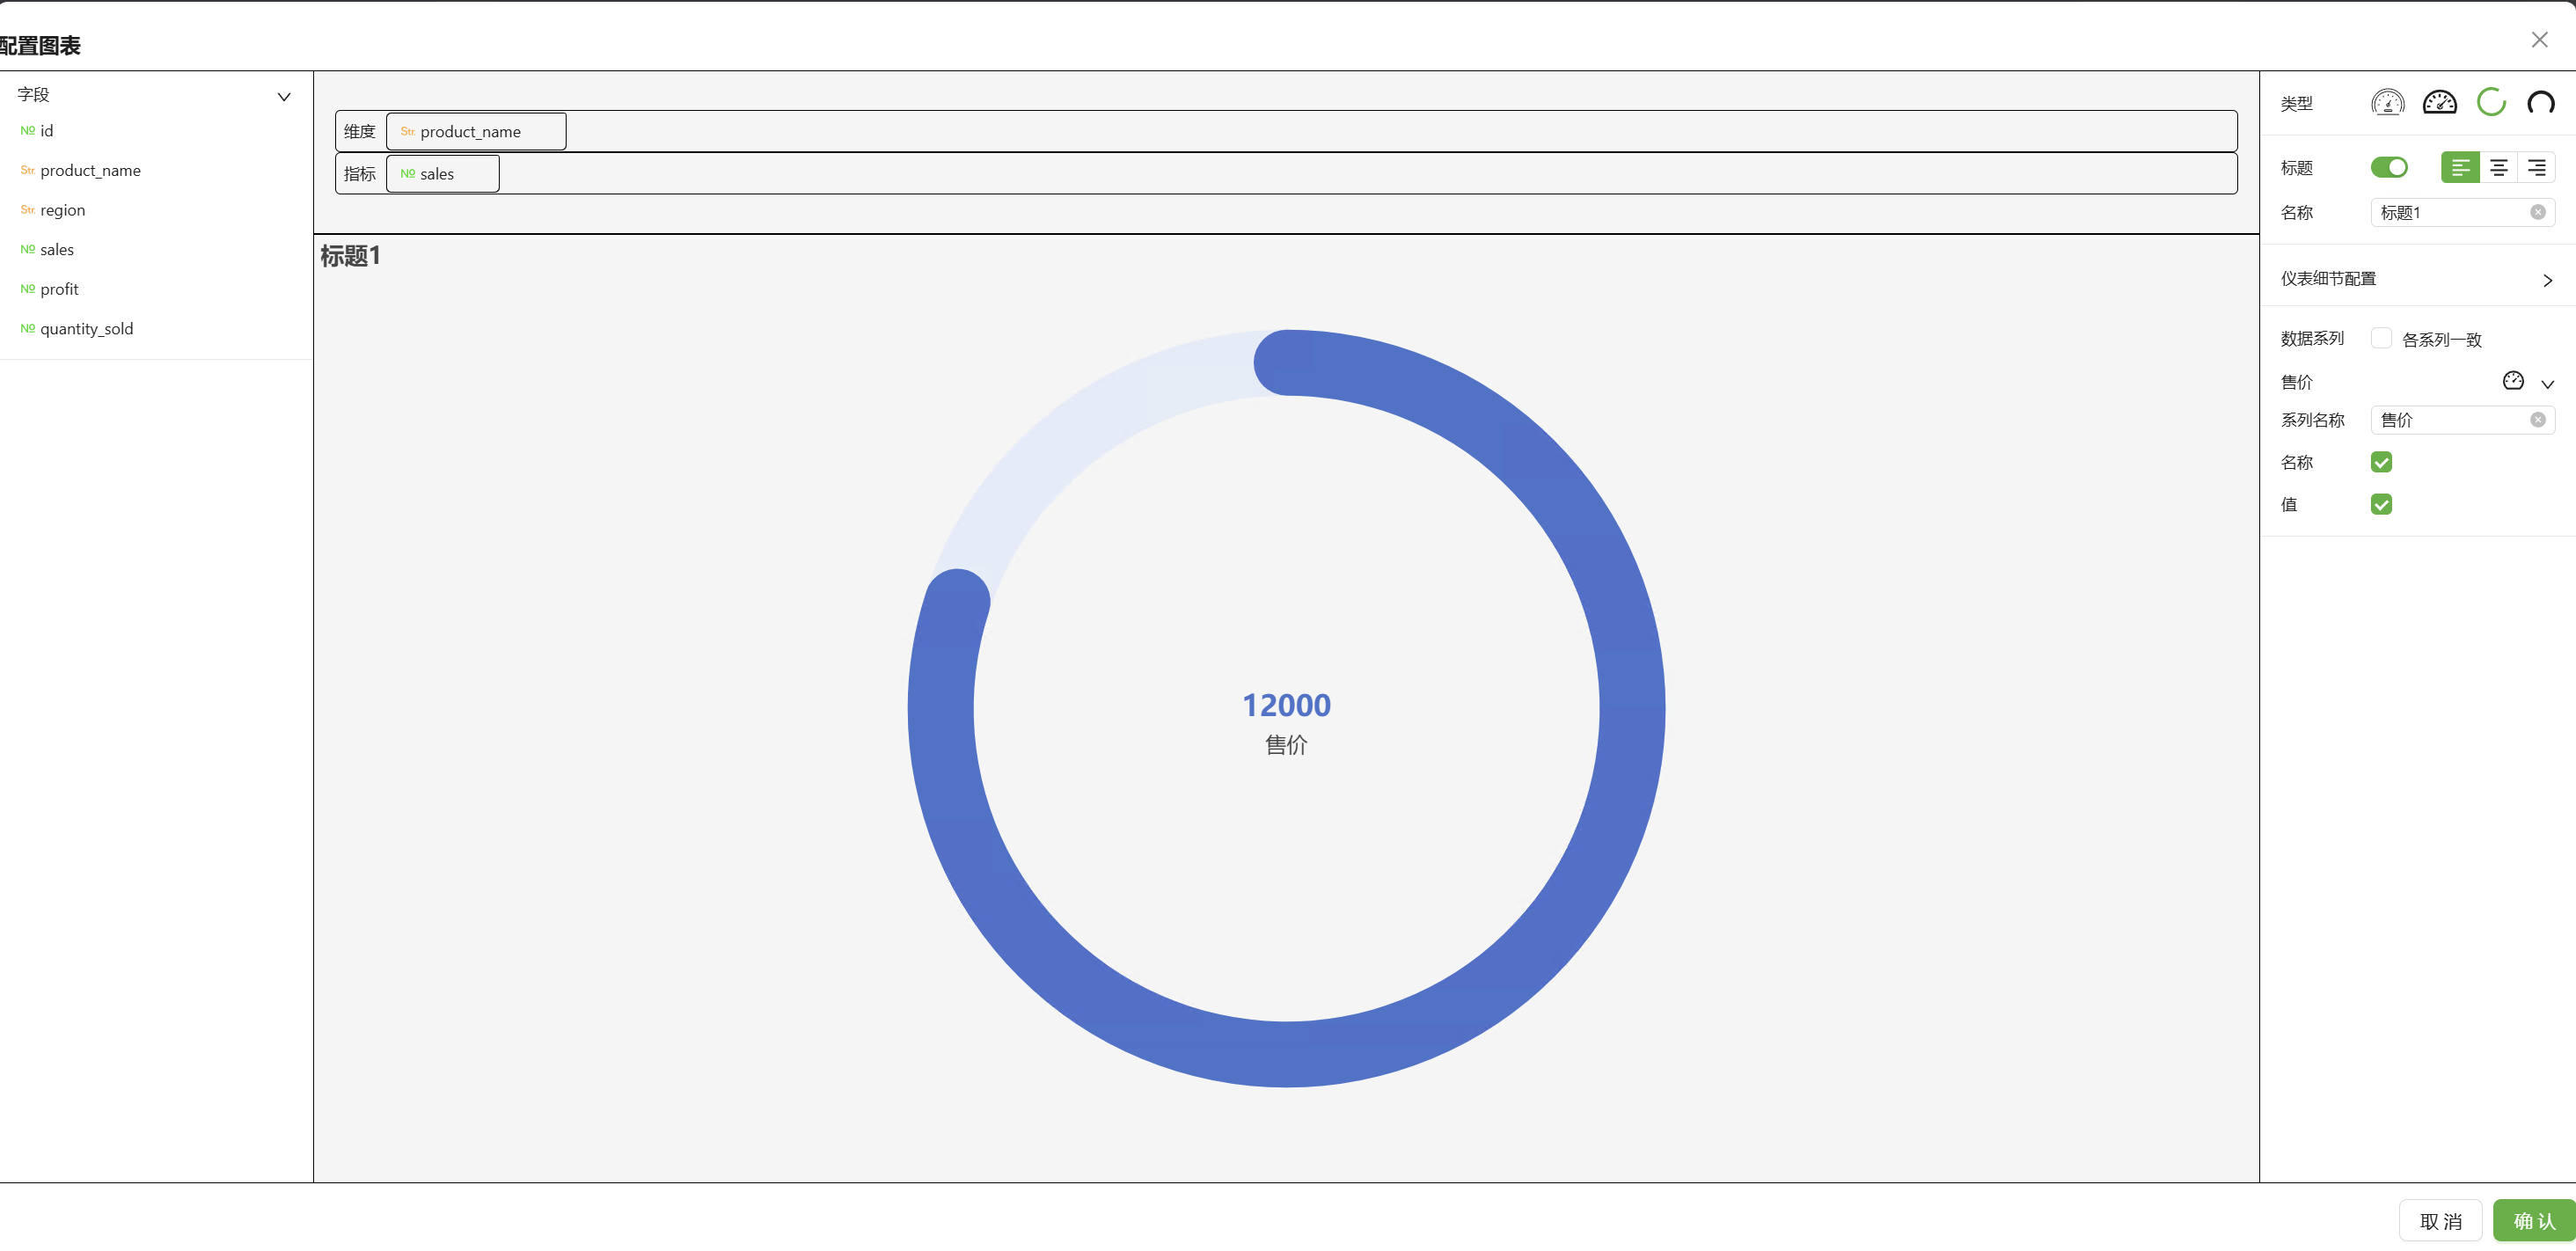 配置图表
字段
№ id
Str. product_name
Str. region
№ sales
№ profit
№ quantity_sold
维度 Str. product_name
指标 № sales
标题1
12000
售价
类型
标题
名称 标题1
仪表细节配置
数据系列 各系列一致
售价
系列名称 售价
名称
值
取 消 确 认